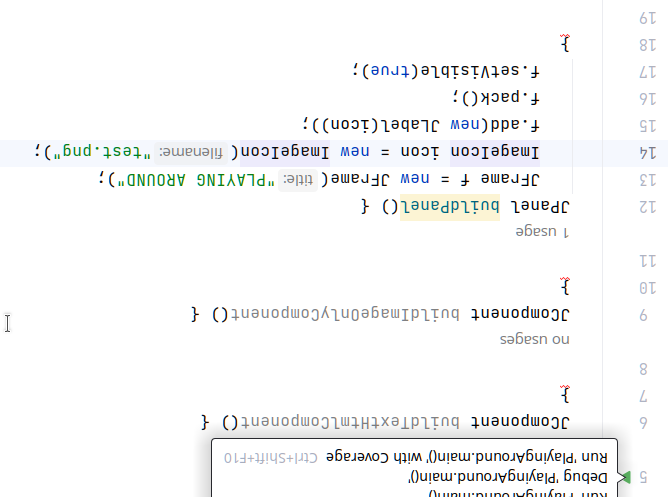 Run 'PlayingAround.main()'
5 Debug 'PlayingAround.main()'
Run 'PlayingAround.main()' with Coverage Ctrl+Shift+F10
6 JComponent buildTextHtmlComponent() {
7 }
8
no usages
9 JComponent buildImageOnlyComponent() {
10 }
11
1 usage
12 JPanel buildPanel() {
13 JFrame f = new JFrame( title: "PLAYING AROUND");
14 ImageIcon icon = new ImageIcon( filename: "test.png");
15 f.add(new JLabel(icon));
16 f.pack();
17 f.setVisible(true);
18 }
19